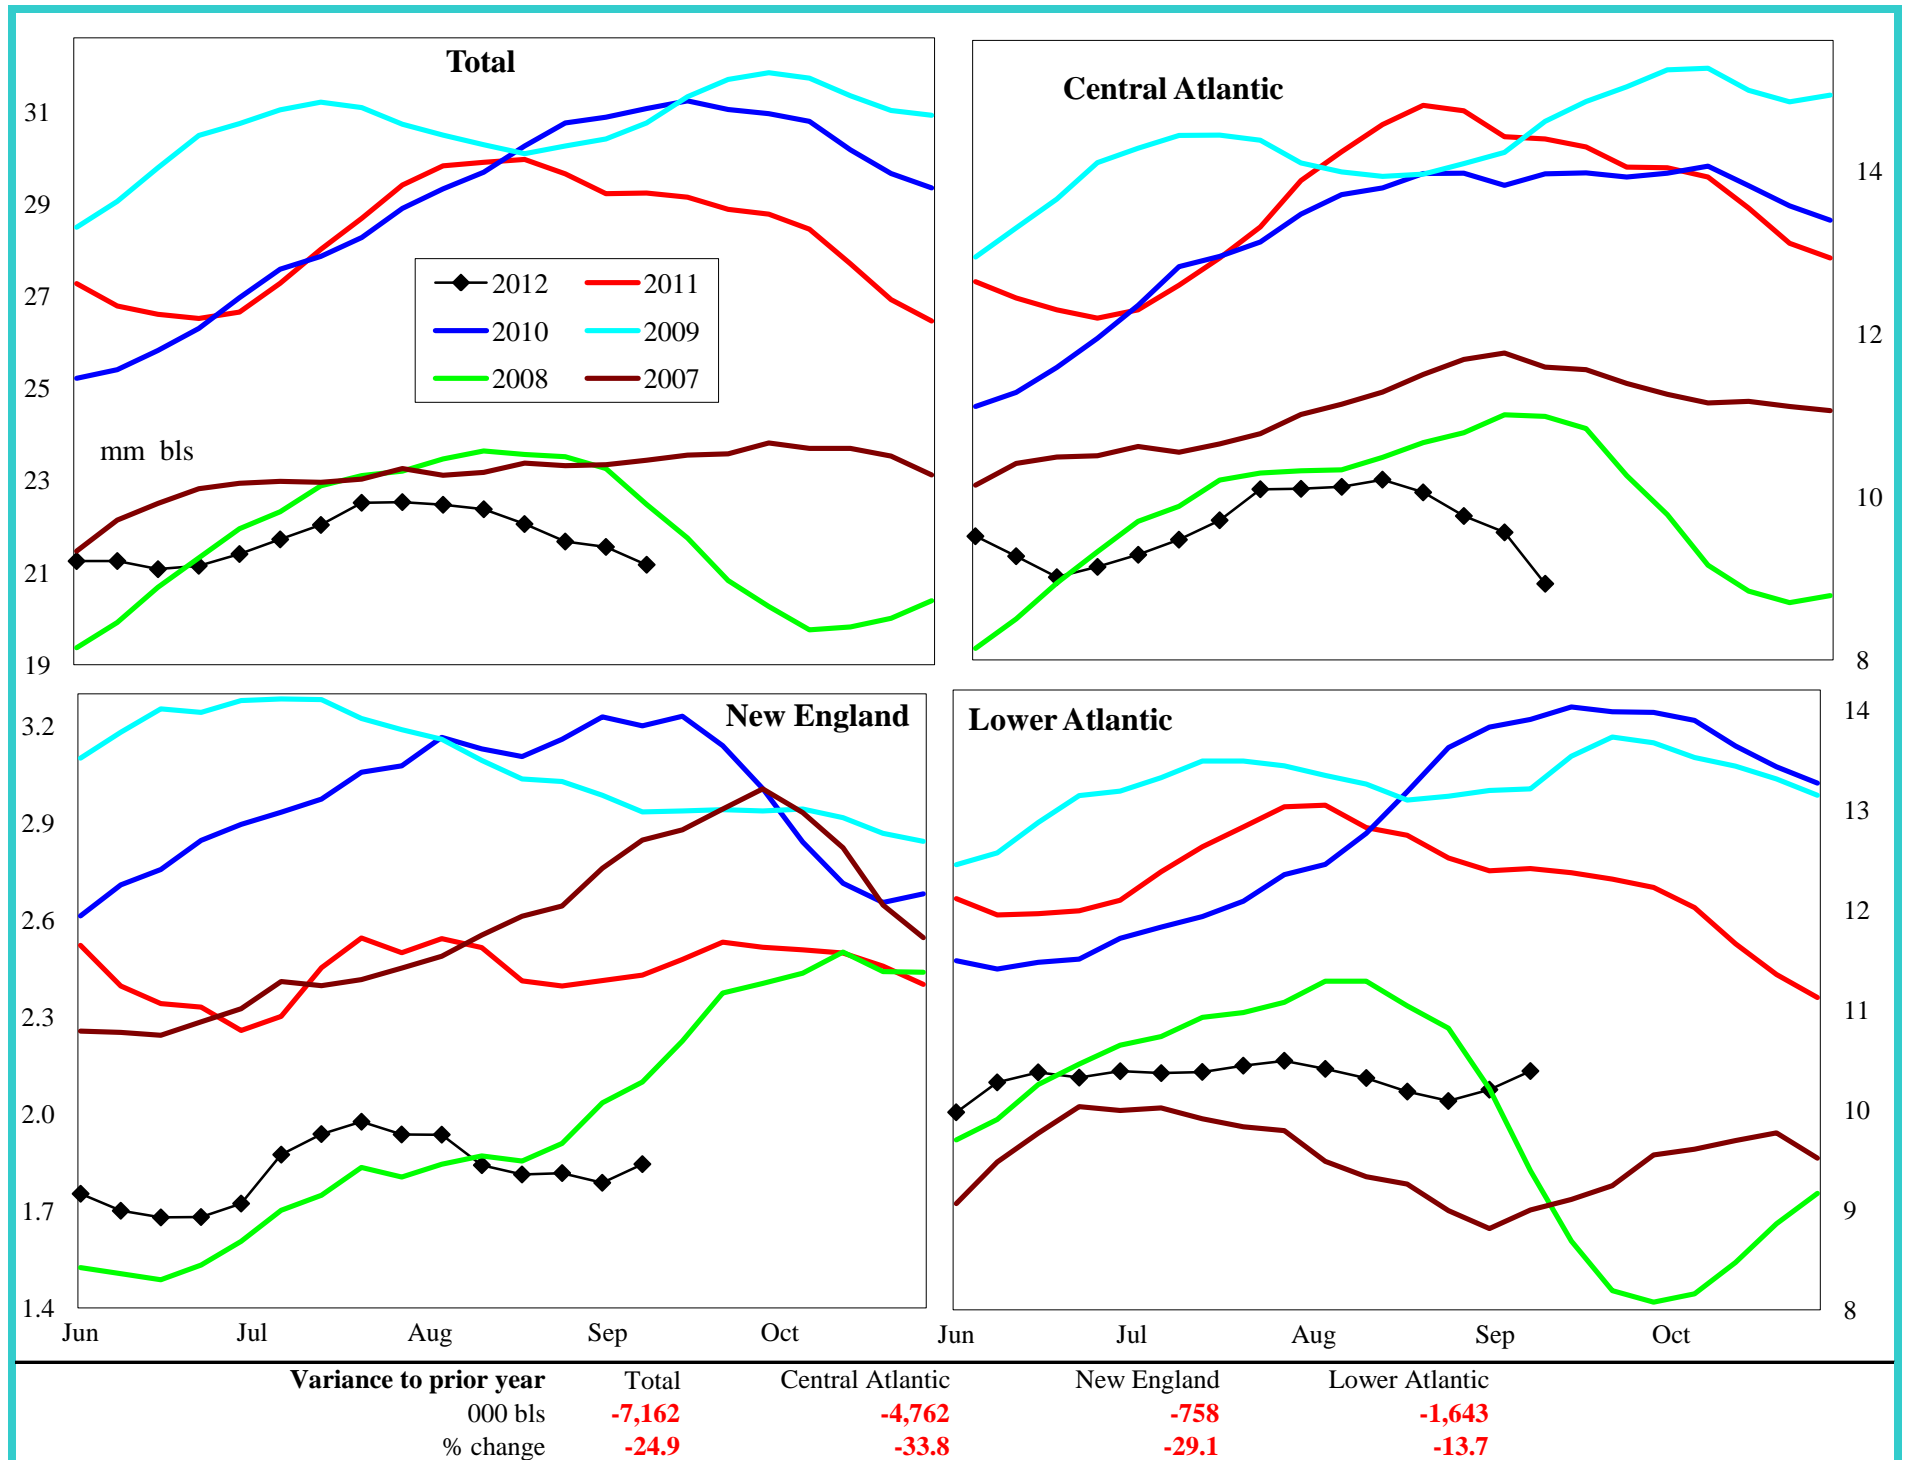 Total
31
29
27
25
23
21
19
mm bls
2012 2011
2010 2009
2008 2007
Central Atlantic
14
12
10
8
New England
3.2
2.9
2.6
2.3
2.0
1.7
1.4
Jun Jul Aug Sep Oct
Lower Atlantic
14
13
12
11
10
9
8
Jun Jul Aug Sep Oct
Variance to prior year Total Central Atlantic New England Lower Atlantic
000 bls -7,162 -4,762 -758 -1,643
% change -24.9 -33.8 -29.1 -13.7